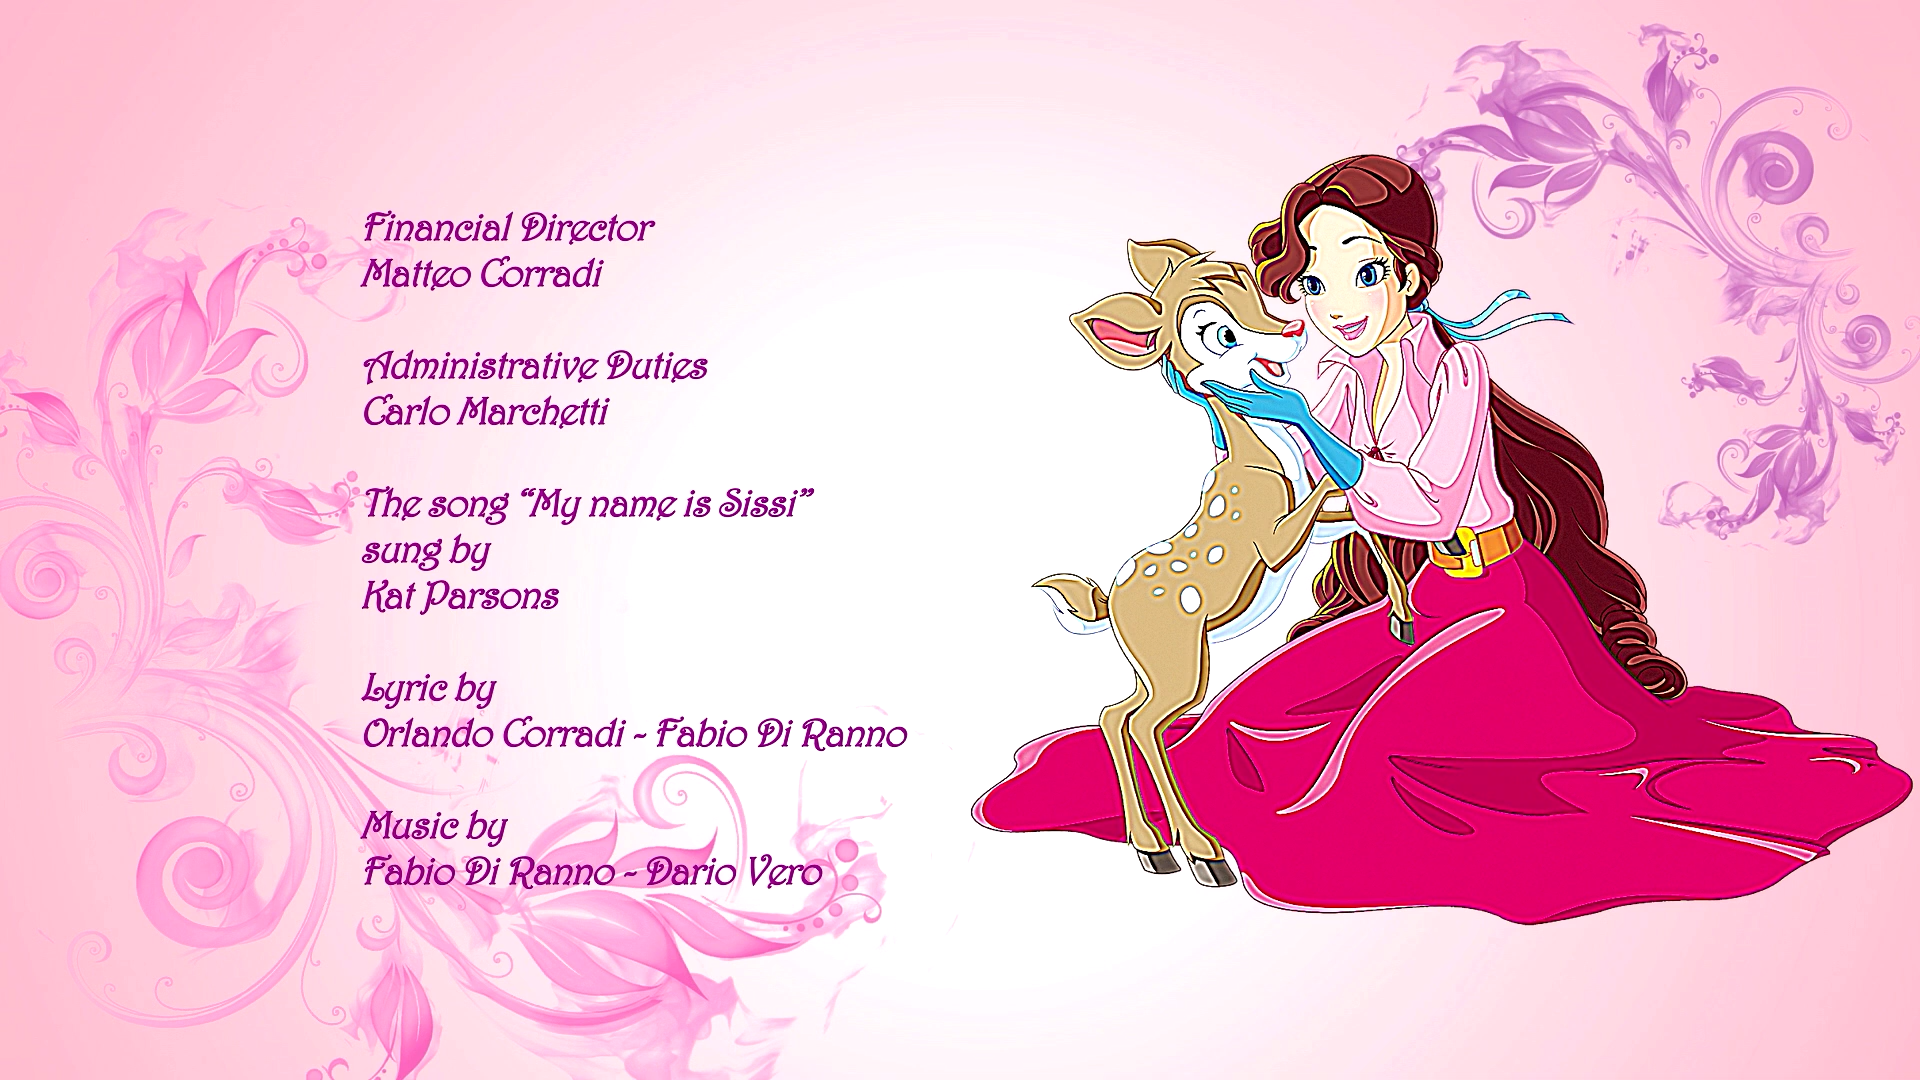 Financial Director
Matteo Corradi
Administrative Duties
Carlo Marchetti
The song “My name is Sissi”
sung by
Kat Parsons
Lyric by
Orlando Corradi - Fabio Di Ranno
Music by
Fabio Di Ranno - Dario Vero